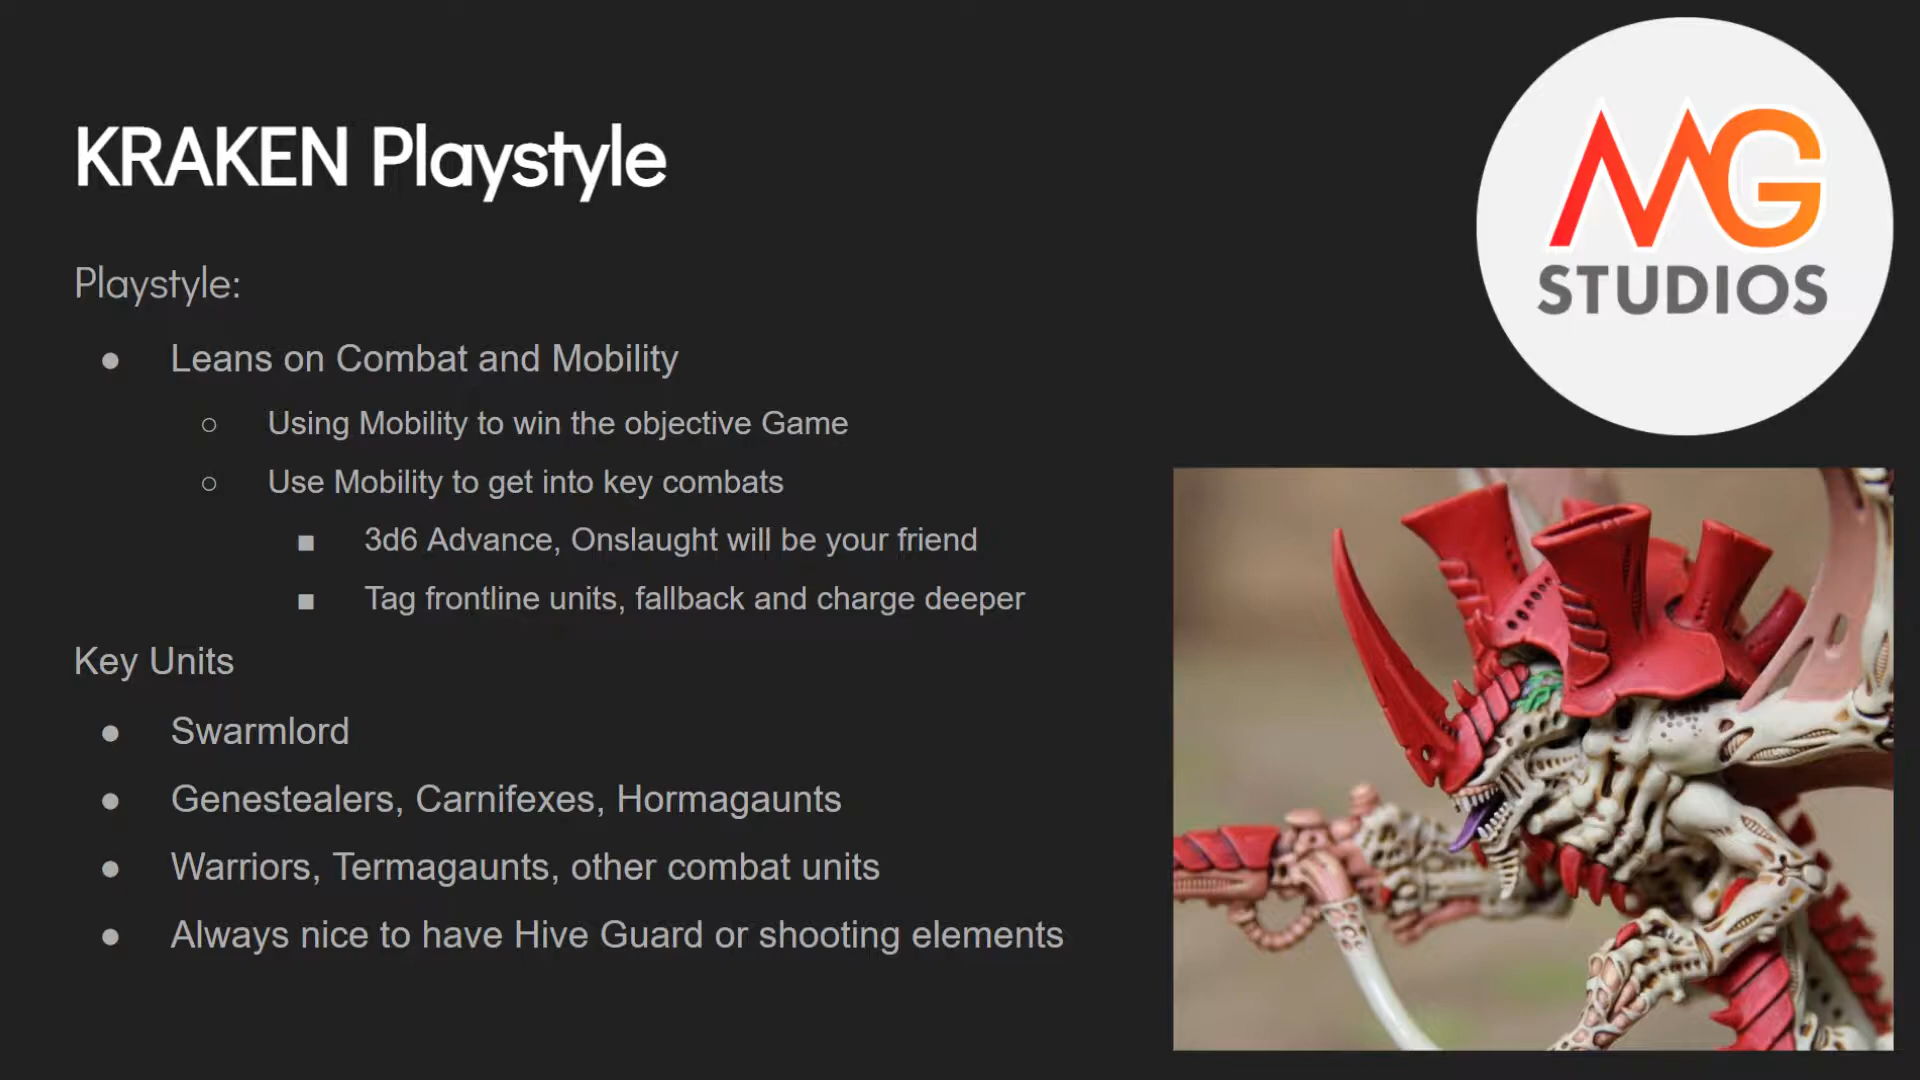 KRAKEN Playstyle
MG
STUDIOS
Playstyle:
● Leans on Combat and Mobility
○ Using Mobility to win the objective Game
○ Use Mobility to get into key combats
■ 3d6 Advance, Onslaught will be your friend
■ Tag frontline units, fallback and charge deeper
Key Units
● Swarmlord
● Genestealers, Carnifexes, Hormagaunts
● Warriors, Termagaunts, other combat units
● Always nice to have Hive Guard or shooting elements